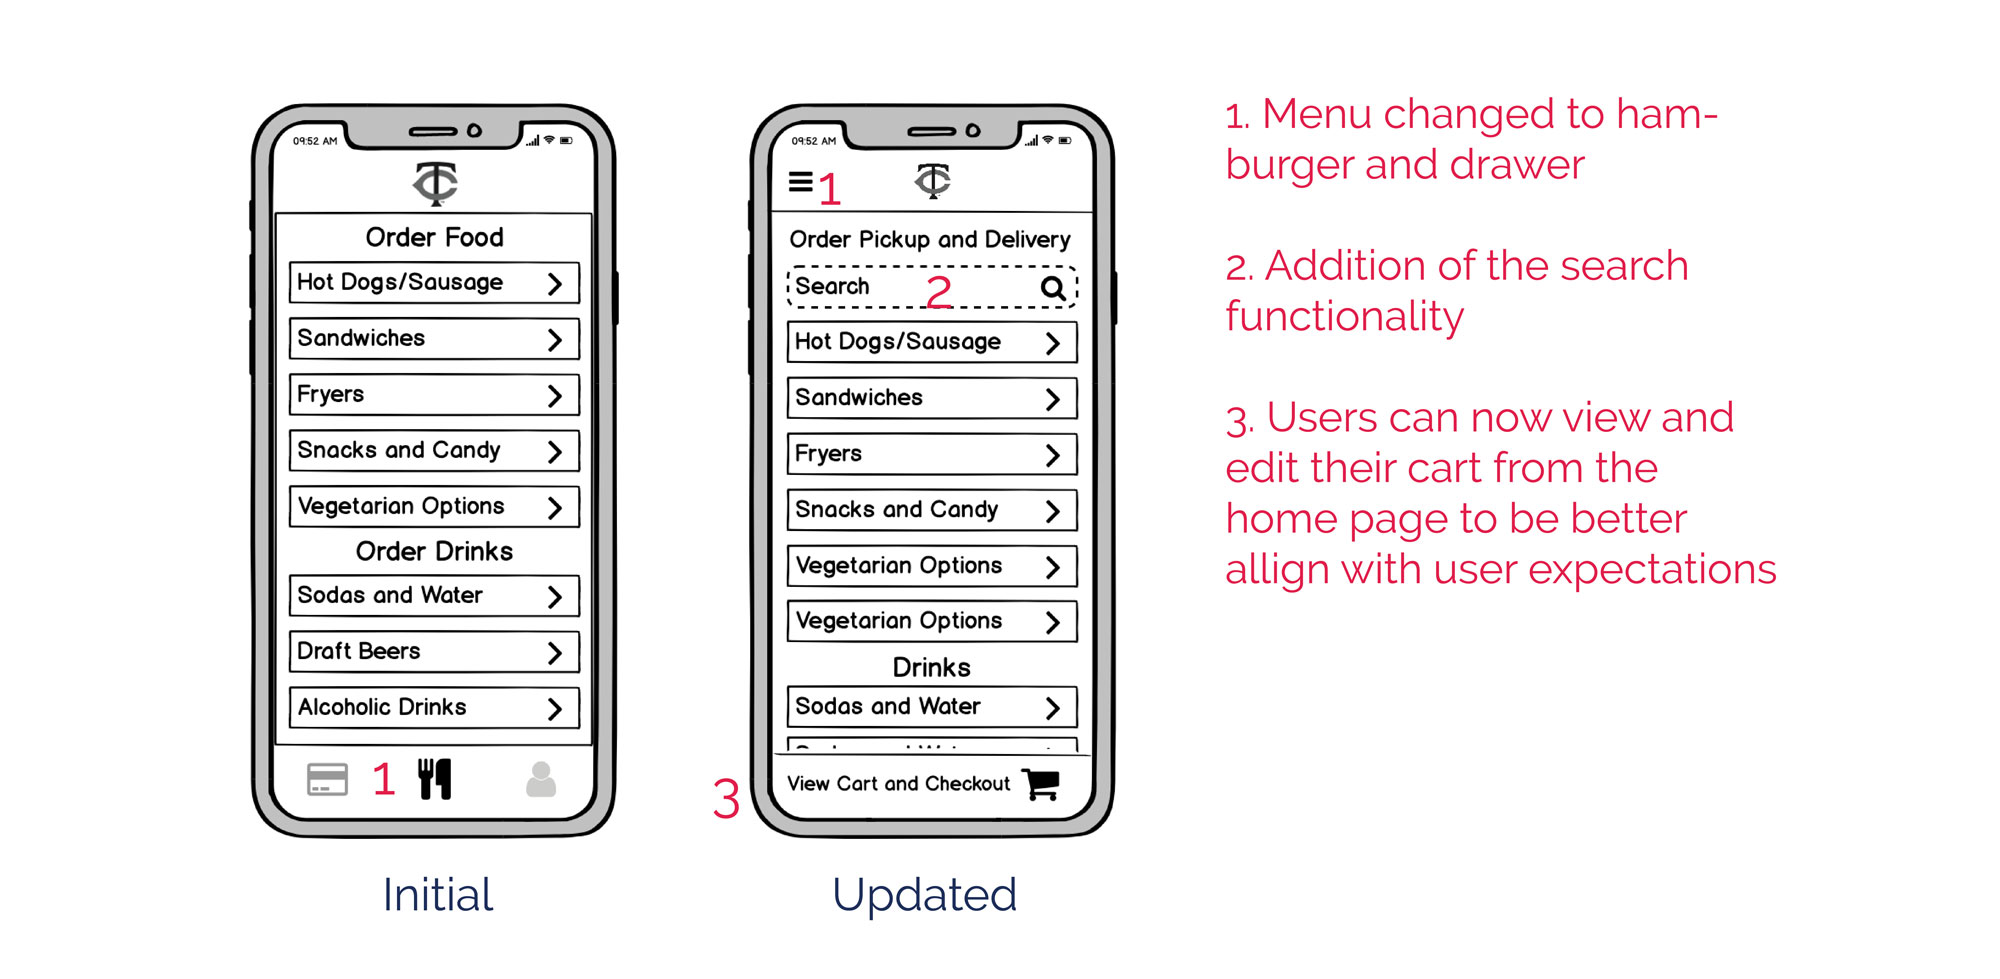 09:52 AM
TC
Order Food
Hot Dogs/Sausage
Sandwiches
Fryers
Snacks and Candy
Vegetarian Options
Order Drinks
Sodas and Water
Draft Beers
Alcoholic Drinks
1
Initial
09:52 AM
1
TC
Order Pickup and Delivery
Search
2
Hot Dogs/Sausage
Sandwiches
Fryers
Snacks and Candy
Vegetarian Options
Vegetarian Options
Drinks
Sodas and Water
3
View Cart and Checkout
Updated
1. Menu changed to ham-
burger and drawer
2. Addition of the search
functionality
3. Users can now view and
edit their cart from the
home page to be better
allign with user expectations